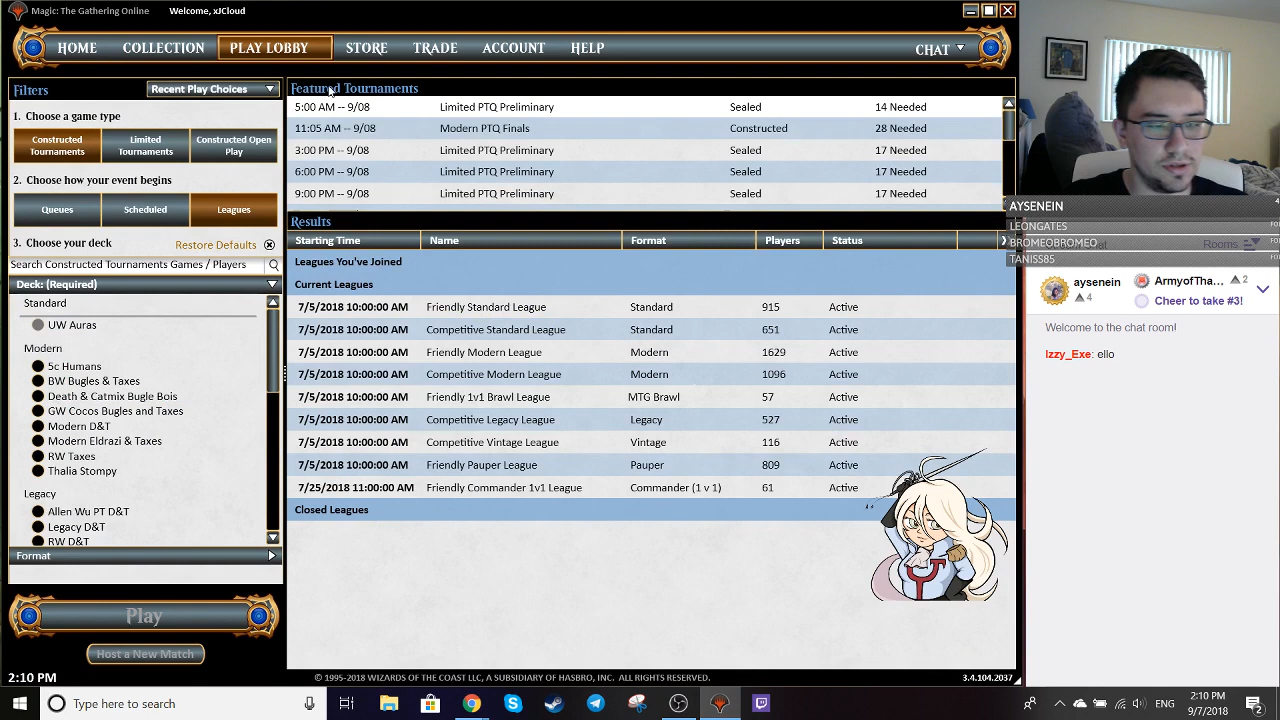 Magic: The Gathering Online Welcome, xJCloud
HOME COLLECTION PLAY LOBBY STORE TRADE ACCOUNT HELP CHAT
Filters Recent Play Choices
1. Choose a game type
Constructed Tournaments Limited Tournaments Constructed Open Play
2. Choose how your event begins
Queues Scheduled Leagues
3. Choose your deck Restore Defaults
Search Constructed Tournaments Games / Players
Deck: (Required)
Standard
UW Auras
Modern
5c Humans
BW Bugles & Taxes
Death & Catmix Bugle Bois
GW Cocos Bugles and Taxes
Modern D&T
Modern Eldrazi & Taxes
RW Taxes
Thalia Stompy
Legacy
Allen Wu PT D&T
Legacy D&T
RW D&T
Format
Play
Host a New Match
2:10 PM
Featured Tournaments
5:00 AM -- 9/08 Limited PTQ Preliminary Sealed 14 Needed
11:05 AM -- 9/08 Modern PTQ Finals Constructed 28 Needed
3:00 PM -- 9/08 Limited PTQ Preliminary Sealed 17 Needed
6:00 PM -- 9/08 Limited PTQ Preliminary Sealed 17 Needed
9:00 PM -- 9/08 Limited PTQ Preliminary Sealed 17 Needed
Results
Starting Time Name Format Players Status
Leagues You've Joined
Current Leagues
7/5/2018 10:00:00 AM Friendly Standard League Standard 915 Active
7/5/2018 10:00:00 AM Competitive Standard League Standard 651 Active
7/5/2018 10:00:00 AM Friendly Modern League Modern 1629 Active
7/5/2018 10:00:00 AM Competitive Modern League Modern 1096 Active
7/5/2018 10:00:00 AM Friendly 1v1 Brawl League MTG Brawl 57 Active
7/5/2018 10:00:00 AM Competitive Legacy League Legacy 527 Active
7/5/2018 10:00:00 AM Competitive Vintage League Vintage 116 Active
7/5/2018 10:00:00 AM Friendly Pauper League Pauper 809 Active
7/25/2018 11:00:00 AM Friendly Commander 1v1 League Commander (1 v 1) 61 Active
Closed Leagues
© 1995-2018 WIZARDS OF THE COAST LLC, A SUBSIDIARY OF HASBRO, INC. ALL RIGHTS RESERVED. 3.4.104.2037
AYSENEIN 4
LEONGATES FO
BROMEOBROMEO Rooms FO
TANISS85 FO
aysenein 4 ArmyofTha... 2
Cheer to take #3!
Welcome to the chat room!
Izzy_Exe: ello
Type here to search
2:10 PM
9/7/2018
2